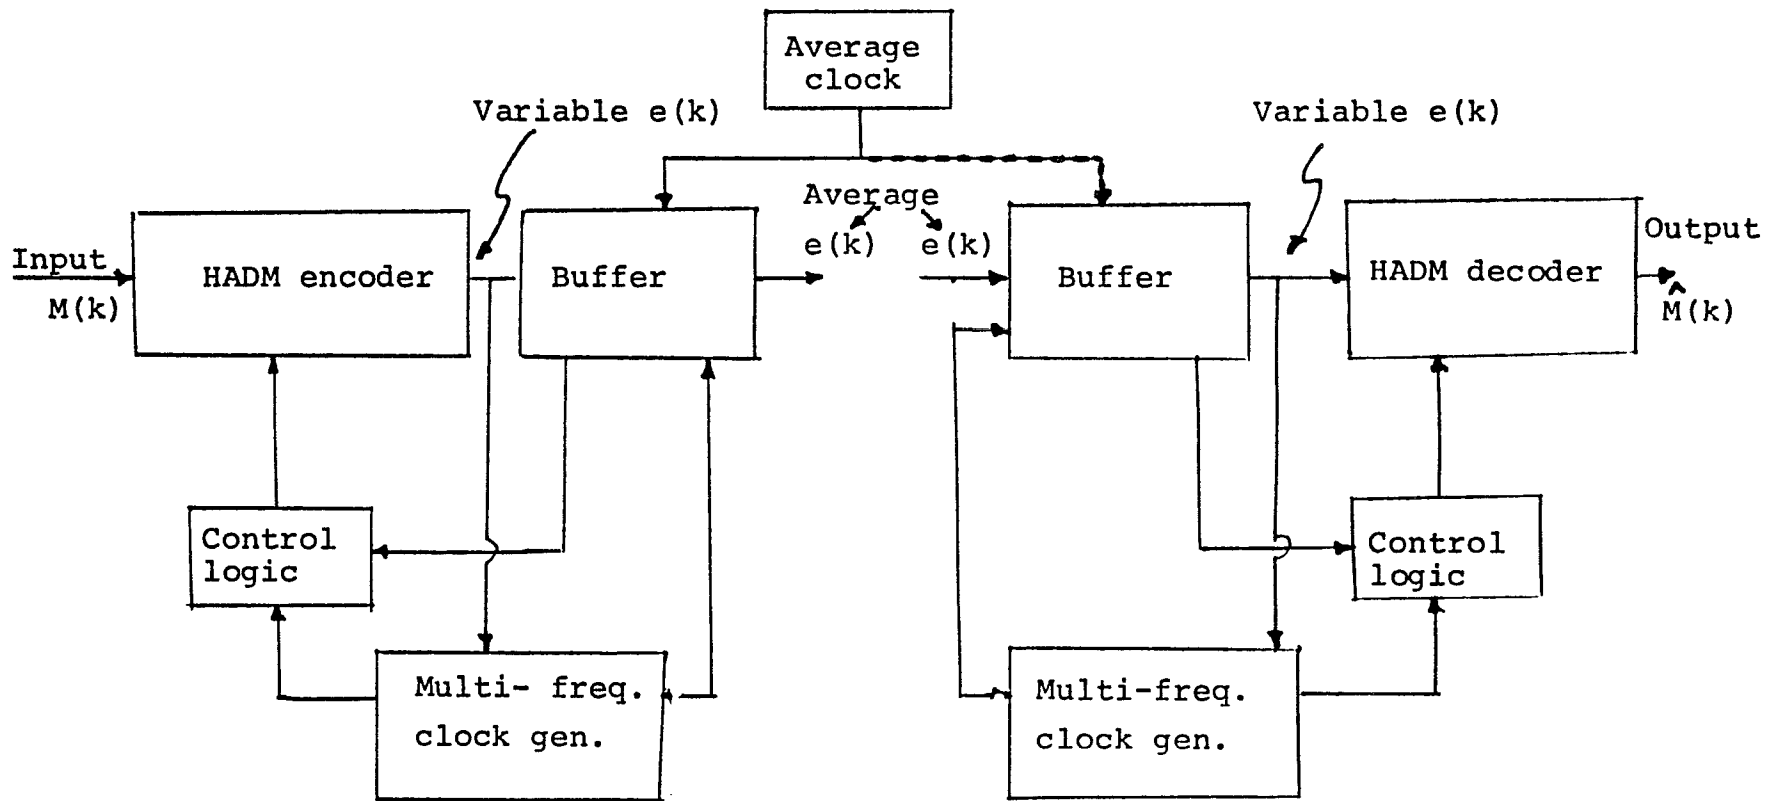 Average
clock
Variable e(k)
Variable e(k)
Average
e(k) e(k)
Input
M(k)
HADM encoder
Buffer
Buffer
HADM decoder
Output
M̂(k)
Control
logic
Control
logic
Multi- freq.
clock gen.
Multi-freq.
clock gen.